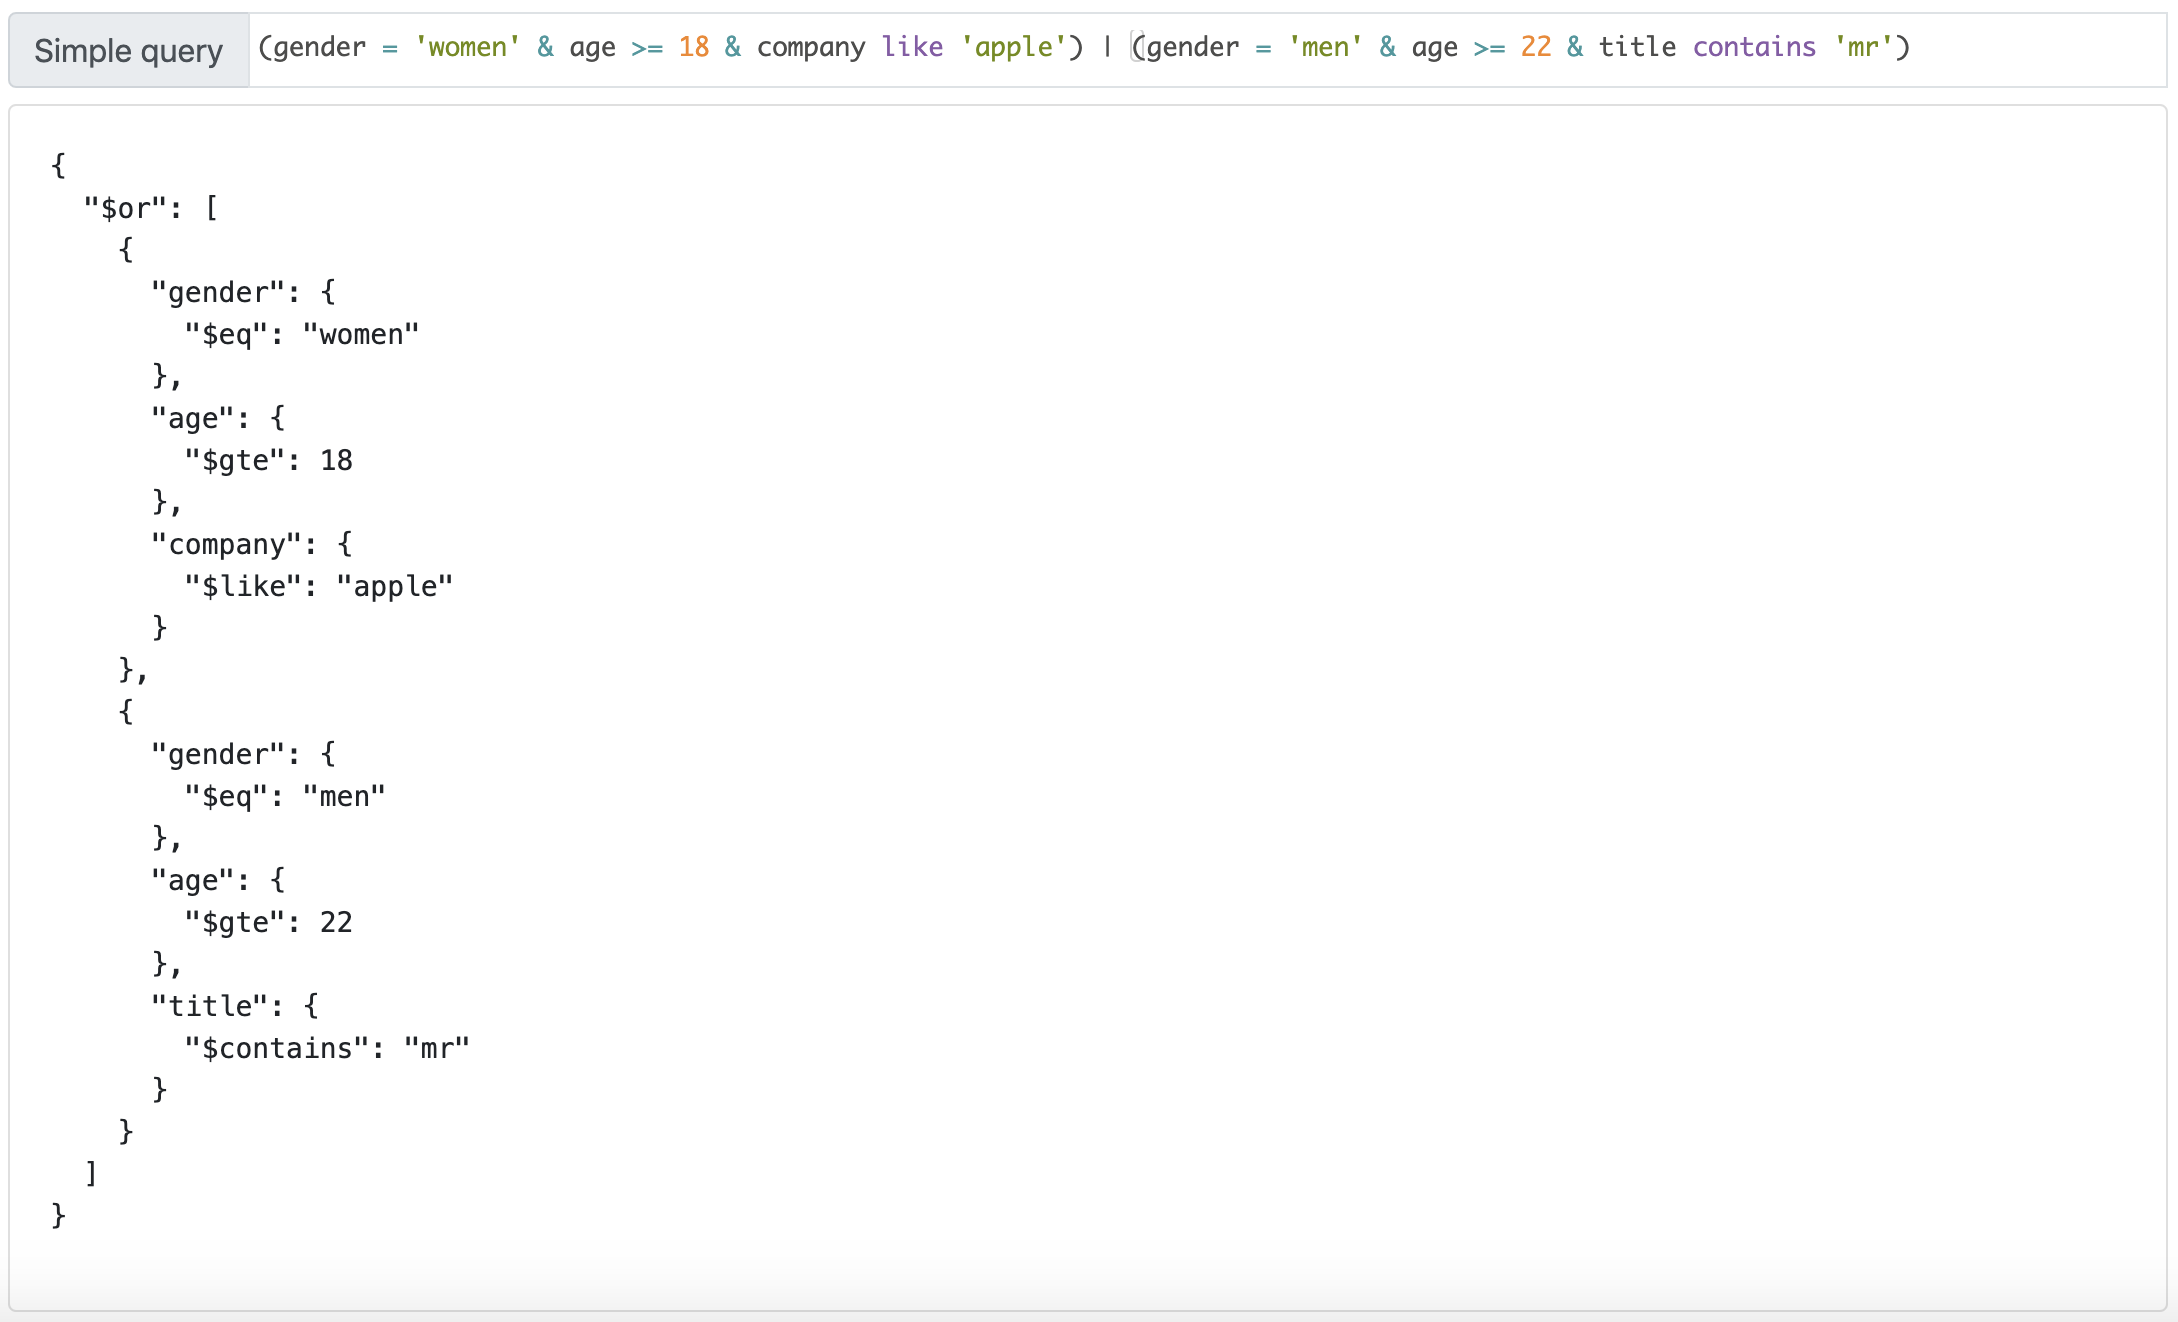 Simple query (gender = 'women' & age >= 18 & company like 'apple') | (gender = 'men' & age >= 22 & title contains 'mr')
{
  "$or": [
    {
      "gender": {
        "$eq": "women"
      },
      "age": {
        "$gte": 18
      },
      "company": {
        "$like": "apple"
      }
    },
    {
      "gender": {
        "$eq": "men"
      },
      "age": {
        "$gte": 22
      },
      "title": {
        "$contains": "mr"
      }
    }
  ]
}